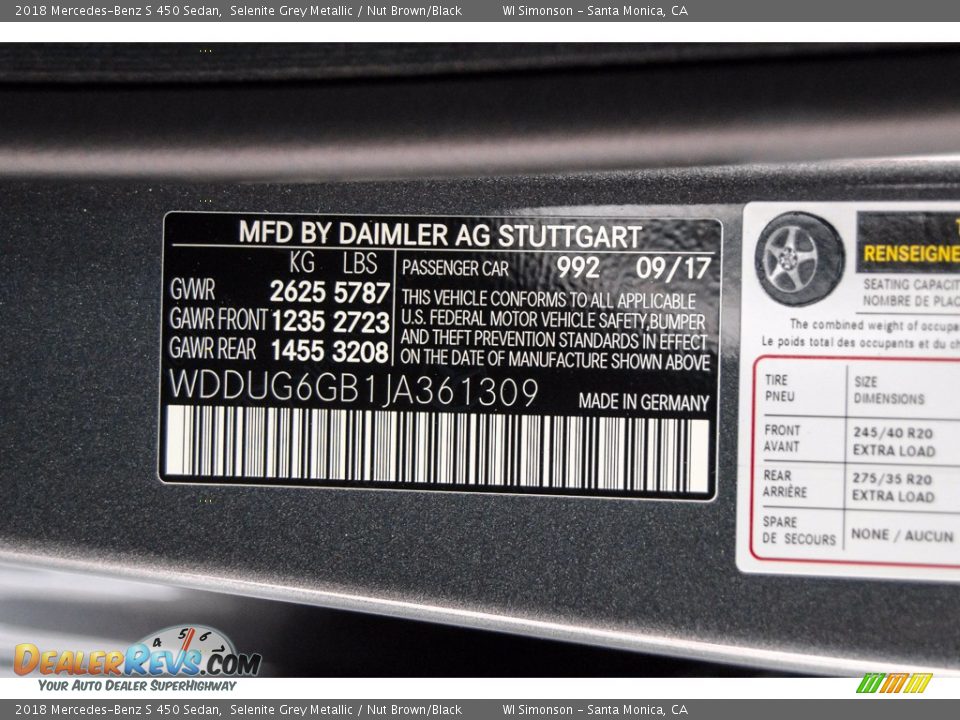 2018 Mercedes-Benz S 450 Sedan, Selenite Grey Metallic / Nut Brown/Black WI Simonson - Santa Monica, CA
MFD BY DAIMLER AG STUTTGART
KG LBS
GVWR 2625 5787
GAWR FRONT 1235 2723
GAWR REAR 1455 3208
PASSENGER CAR 992 09/17
THIS VEHICLE CONFORMS TO ALL APPLICABLE
U.S. FEDERAL MOTOR VEHICLE SAFETY,BUMPER
AND THEFT PREVENTION STANDARDS IN EFFECT
ON THE DATE OF MANUFACTURE SHOWN ABOVE
WDDUG6GB1JA361309
MADE IN GERMANY
RENSEIGNE
SEATING CAPACIT
NOMBRE DE PLAC
The combined weight of occupa
Le poids total des occupants et du ch
TIRE
PNEU
SIZE
DIMENSIONS
FRONT
AVANT
245/40 R20
EXTRA LOAD
REAR
ARRIÈRE
275/35 R20
EXTRA LOAD
SPARE
DE SECOURS
NONE / AUCUN
4 5 6 7
DEALERREVS.COM
YOUR AUTO DEALER SUPERHIGHWAY
2018 Mercedes-Benz S 450 Sedan, Selenite Grey Metallic / Nut Brown/Black WI Simonson - Santa Monica, CA